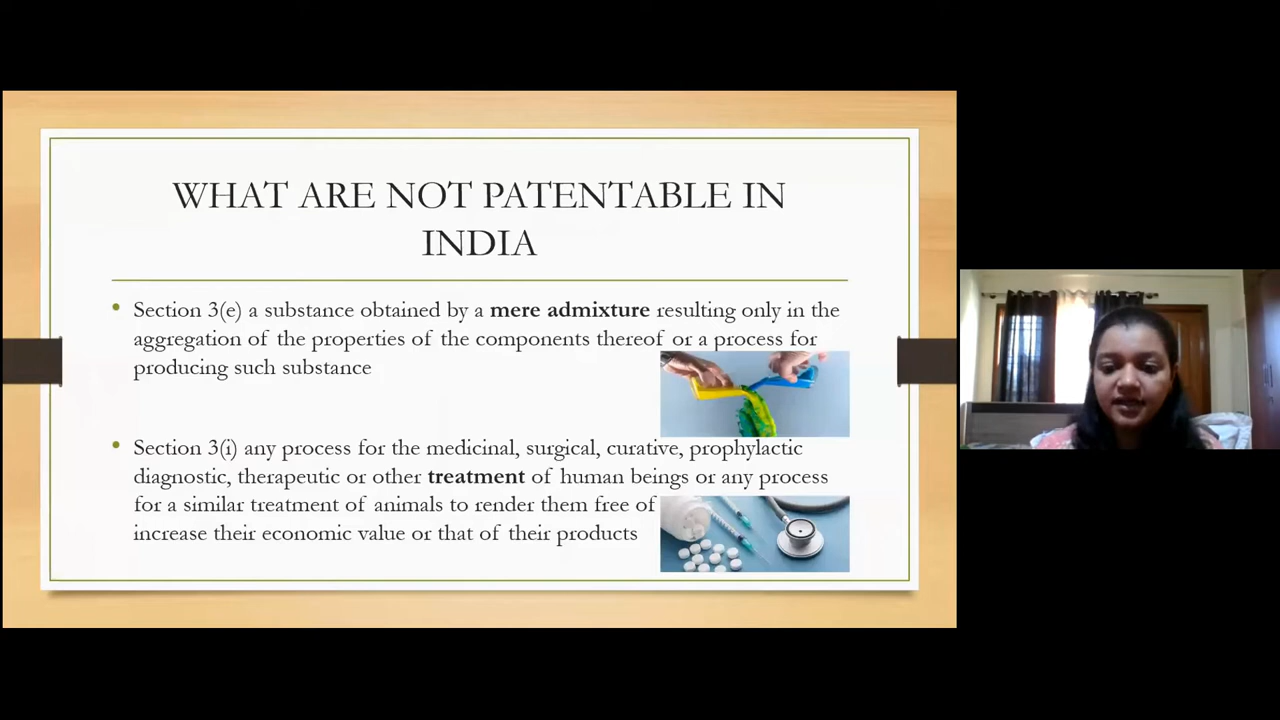 WHAT ARE NOT PATENTABLE IN
INDIA
• Section 3(e) a substance obtained by a mere admixture resulting only in the
aggregation of the properties of the components thereof or a process for
producing such substance
• Section 3(i) any process for the medicinal, surgical, curative, prophylactic
diagnostic, therapeutic or other treatment of human beings or any process
for a similar treatment of animals to render them free of
increase their economic value or that of their products